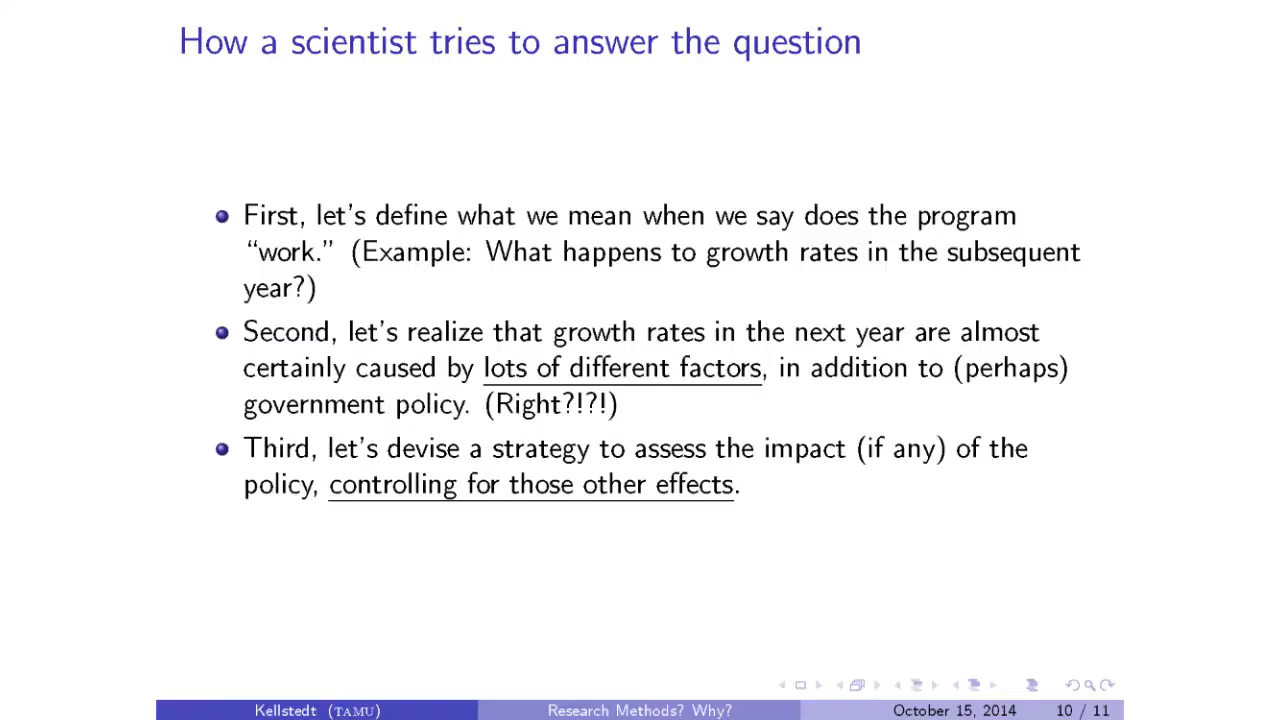 How a scientist tries to answer the question
First, let's define what we mean when we say does the program
“work.” (Example: What happens to growth rates in the subsequent
year?)
Second, let's realize that growth rates in the next year are almost
certainly caused by lots of different factors, in addition to (perhaps)
government policy. (Right?!?!)
Third, let's devise a strategy to assess the impact (if any) of the
policy, controlling for those other effects.
Kellstedt (TAMU) Research Methods? Why? October 15, 2014 10 / 11